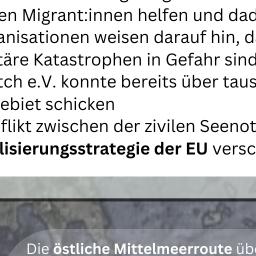 en Migrant:innen helfen und dad
anisationen weisen darauf hin, d
täre Katastrophen in Gefahr sind
tch e.V. konnte bereits über taus
ebiet schicken
flikt zwischen der zivilen Seenot
lisierungsstrategie der EU versc
Die östliche Mittelmeerroute übe